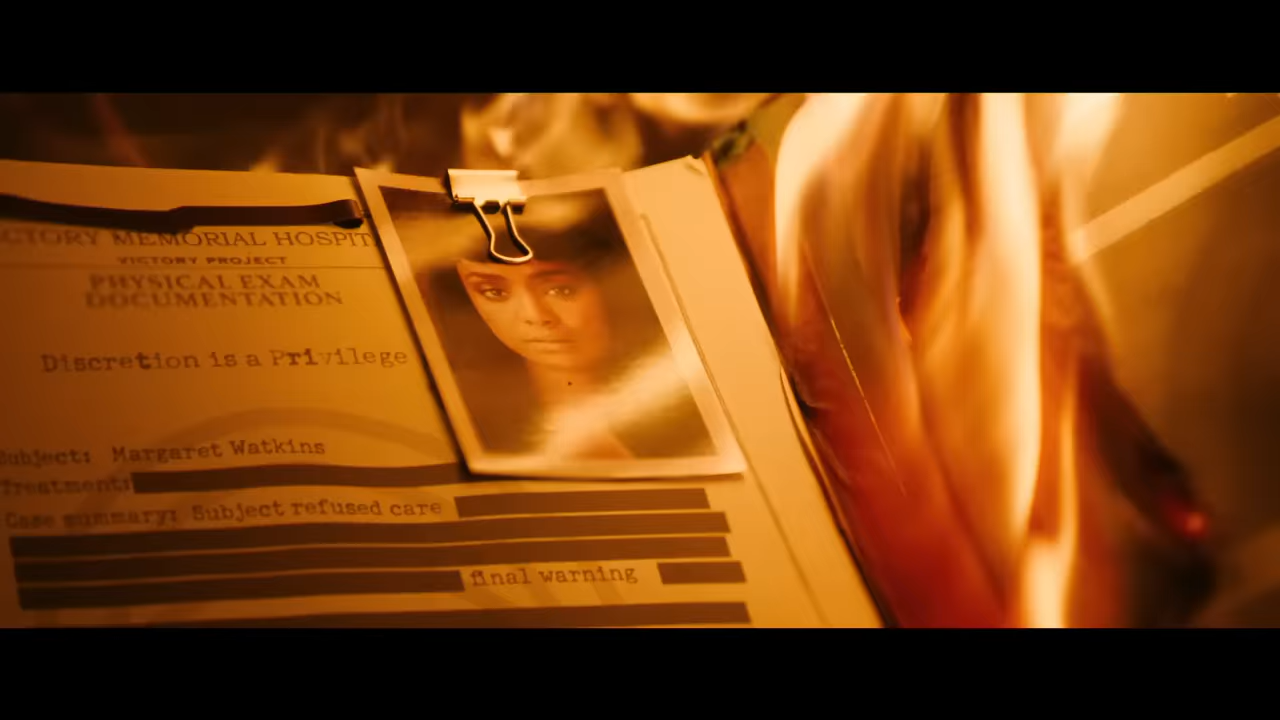 CTORY MEMORIAL HOSPIT
VICTORY PROJECT
PHYSICAL EXAM
DOCUMENTATION
Discretion is a Privilege
Subject: Margaret Watkins
Treatment:
Case summary: Subject refused care
final warning